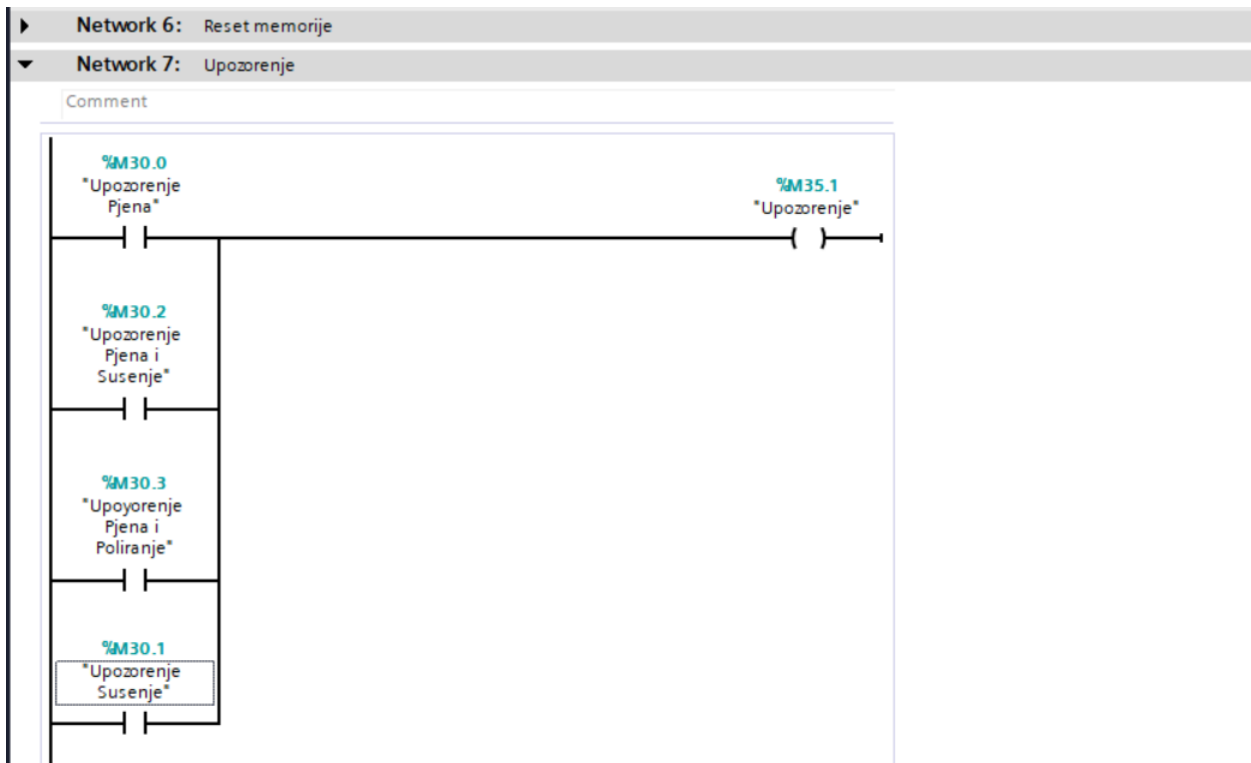 Network 6: Reset memorije
Network 7: Upozorenje
Comment
%M30.0
"Upozorenje
Pjena"
%M35.1
"Upozorenje"
%M30.2
"Upozorenje
Pjena i
Susenje"
%M30.3
"Upoyorenje
Pjena i
Poliranje"
%M30.1
"Upozorenje
Susenje"